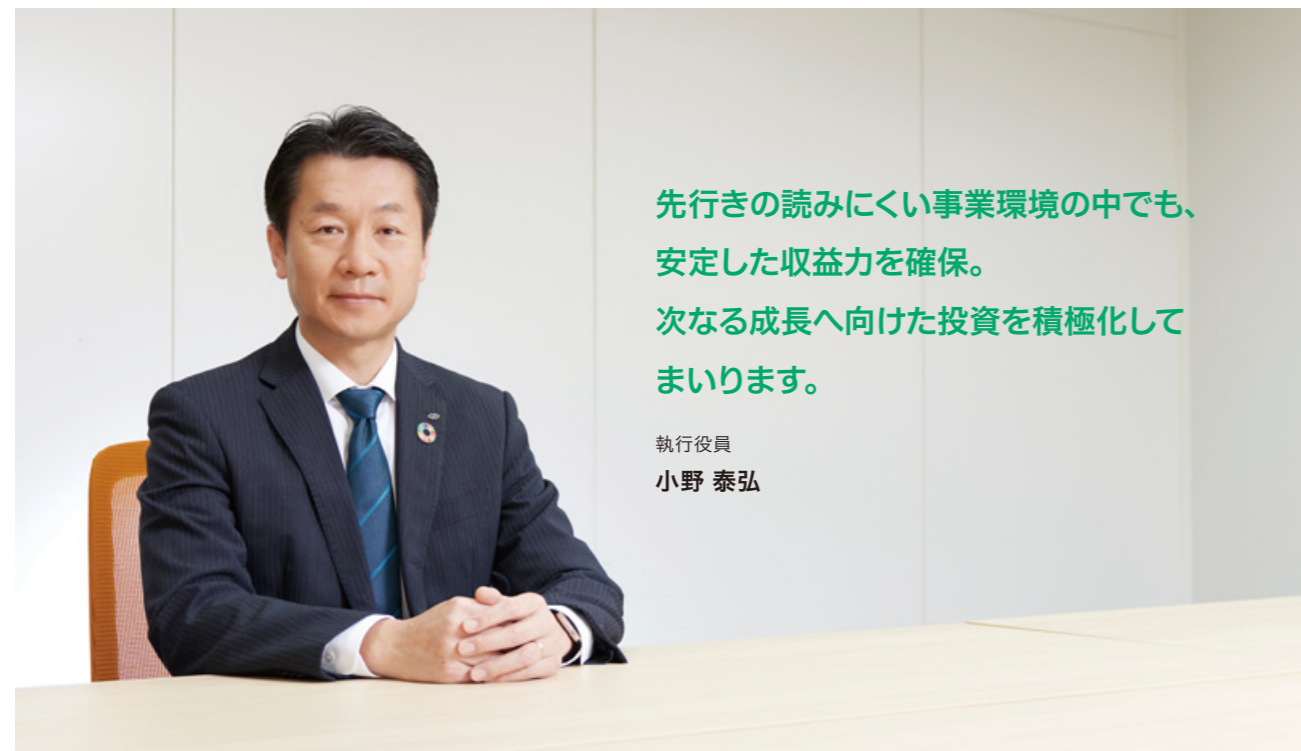 先行きの読みにくい事業環境の中でも、
安定した収益力を確保。
次なる成長へ向けた投資を積極化して
まいります。
執行役員
小野 泰弘